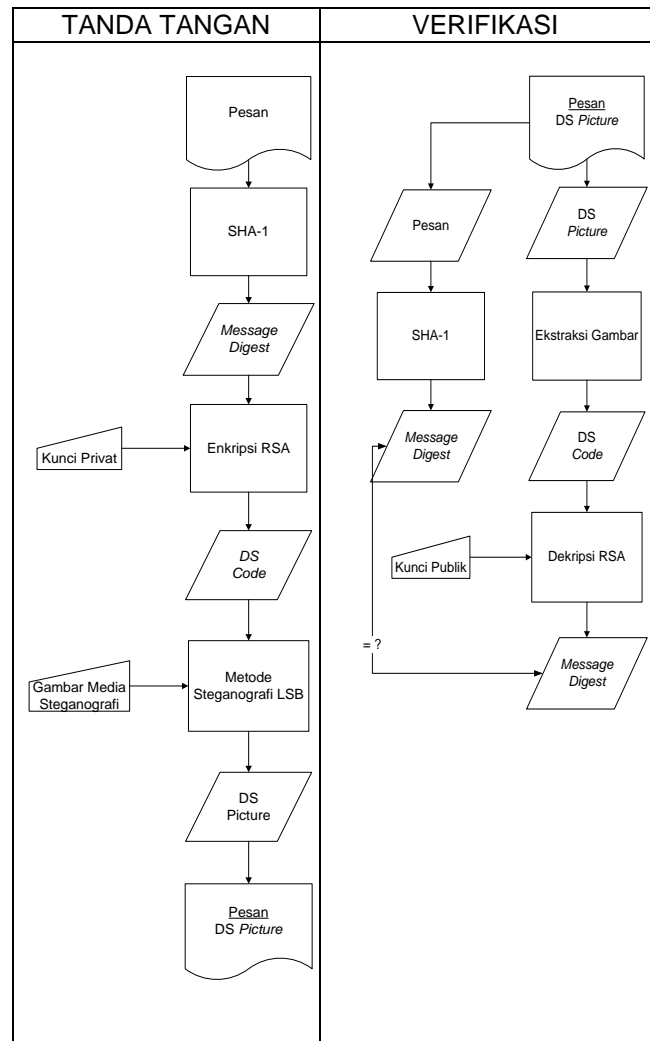 TANDA TANGAN
Pesan
SHA-1
Message
Digest
Kunci Privat
Enkripsi RSA
DS
Code
Gambar Media
Steganografi
Metode
Steganografi LSB
DS
Picture
Pesan
DS Picture
VERIFIKASI
Pesan
DS Picture
Pesan
DS
Picture
SHA-1
Ekstraksi Gambar
Message
Digest
DS
Code
Kunci Publik
Dekripsi RSA
= ?
Message
Digest